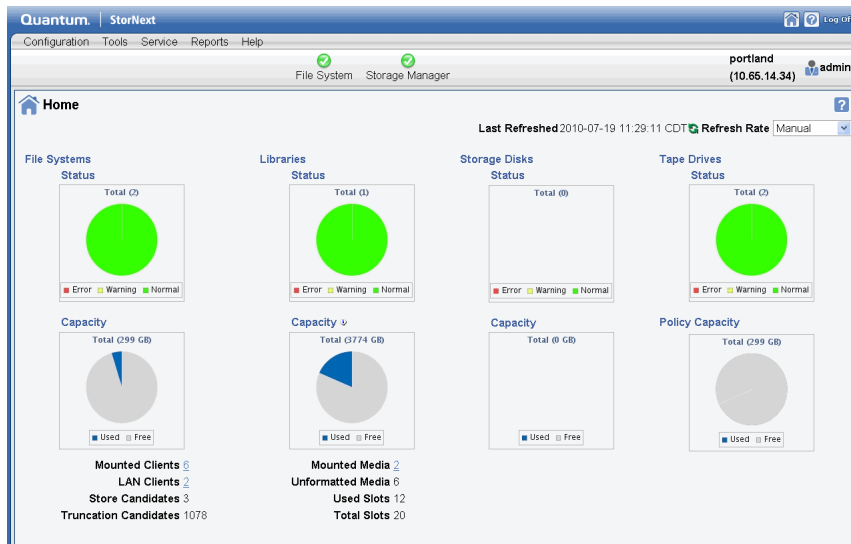 Quantum. StorNext
Log Of
Configuration Tools Service Reports Help
File System Storage Manager
portland
(10.65.14.34)
admin
Home
Last Refreshed 2010-07-19 11:29:11 CDT Refresh Rate Manual
File Systems
Status
Total (2)
Error Warning Normal
Capacity
Total (299 GB)
Used Free
Mounted Clients 6
LAN Clients 2
Store Candidates 3
Truncation Candidates 1078
Libraries
Status
Total (1)
Error Warning Normal
Capacity
Total (3774 GB)
Used Free
Mounted Media 2
Unformatted Media 6
Used Slots 12
Total Slots 20
Storage Disks
Status
Total (0)
Error Warning Normal
Capacity
Total (0 GB)
Used Free
Tape Drives
Status
Total (2)
Error Warning Normal
Policy Capacity
Total (299 GB)
Used Free